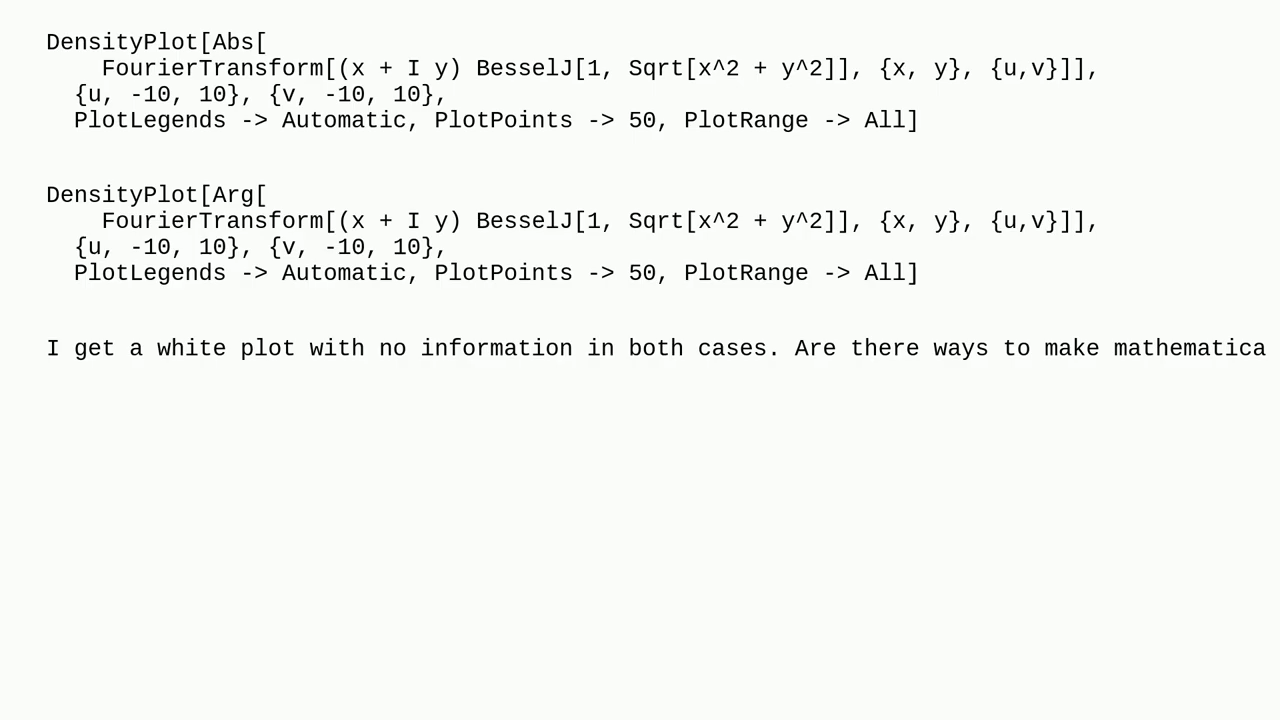 DensityPlot[Abs[
    FourierTransform[(x + I y) BesselJ[1, Sqrt[x^2 + y^2]], {x, y}, {u,v}]],
  {u, -10, 10}, {v, -10, 10},
  PlotLegends -> Automatic, PlotPoints -> 50, PlotRange -> All]
DensityPlot[Arg[
    FourierTransform[(x + I y) BesselJ[1, Sqrt[x^2 + y^2]], {x, y}, {u,v}]],
  {u, -10, 10}, {v, -10, 10},
  PlotLegends -> Automatic, PlotPoints -> 50, PlotRange -> All]
I get a white plot with no information in both cases. Are there ways to make mathematica